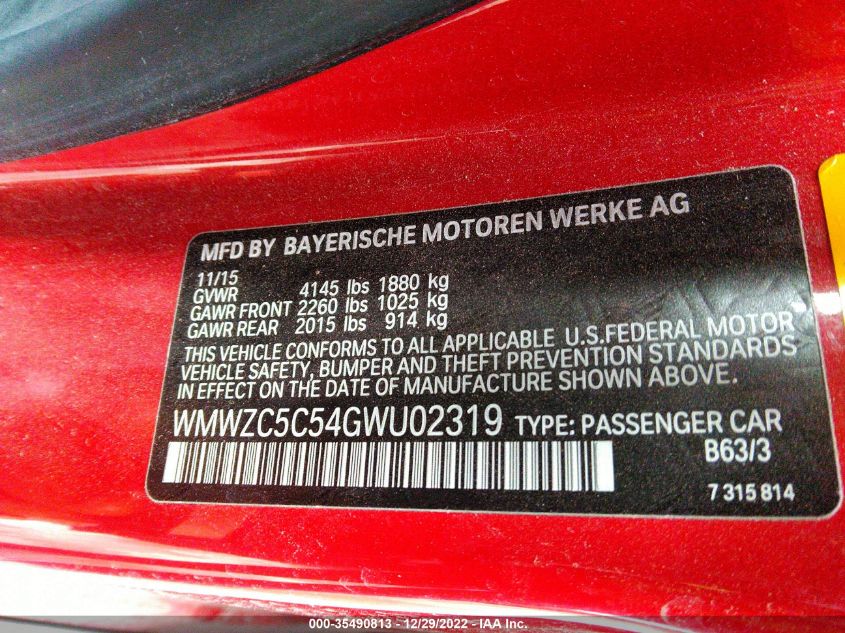 MFD BY BAYERISCHE MOTOREN WERKE AG
11/15
GVWR 4145 lbs 1880 kg
GAWR FRONT 2260 lbs 1025 kg
GAWR REAR 2015 lbs 914 kg
THIS VEHICLE CONFORMS TO ALL APPLICABLE U.S.FEDERAL MOTOR
VEHICLE SAFETY, BUMPER AND THEFT PREVENTION STANDARDS
IN EFFECT ON THE DATE OF MANUFACTURE SHOWN ABOVE.
WMWZC5C54GWU02319 TYPE: PASSENGER CAR
B63/3
7 315 814
000-35490813 - 12/29/2022 - IAA Inc.